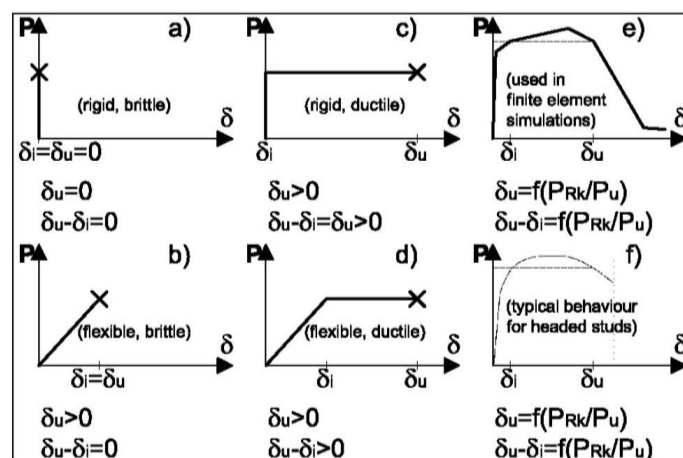 P
a)
(rigid, brittle)
δ
δi=δu=0
δu=0
δu-δi=0
P
c)
(rigid, ductile)
δ
δi
δu
δu>0
δu-δi=δu>0
P
e)
(used in
finite element
simulations)
δ
δi
δu
δu=f(PRk/Pu)
δu-δi=f(PRk/Pu)
P
b)
(flexible, brittle)
δ
δi=δu
δu>0
δu-δi=0
P
d)
(flexible, ductile)
δ
δi
δu
δu>0
δu-δi>0
P
f)
(typical behaviour
for headed studs)
δ
δi
δu
δu=f(PRk/Pu)
δu-δi=f(PRk/Pu)